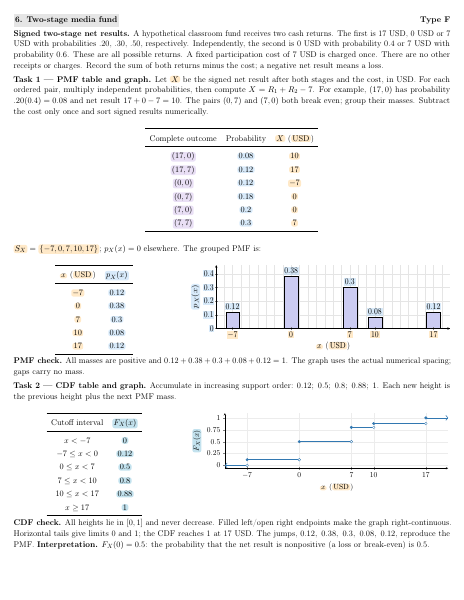 6. Two-stage media fund Type F
Signed two-stage net results. A hypothetical classroom fund receives two cash returns. The first is 17 USD, 0 USD or 7
USD with probabilities .20, .30, .50, respectively. Independently, the second is 0 USD with probability 0.4 or 7 USD with
probability 0.6. These are all possible returns. A fixed participation cost of 7 USD is charged once. There are no other
receipts or charges. Record the sum of both returns minus the cost; a negative net result means a loss.
Task 1 — PMF table and graph. Let X be the signed net result after both stages and the cost, in USD. For each
ordered pair, multiply independent probabilities, then compute X = R₁ + R₂ − 7. For example, (17, 0) has probability
.20(0.4) = 0.08 and net result 17 + 0 − 7 = 10. The pairs (0, 7) and (7, 0) both break even; group their masses. Subtract
the cost only once and sort signed results numerically.
Complete outcome Probability X (USD)
(17, 0) 0.08 10
(17, 7) 0.12 17
(0, 0) 0.12 −7
(0, 7) 0.18 0
(7, 0) 0.2 0
(7, 7) 0.3 7
S_X = {−7, 0, 7, 10, 17}; p_X(x) = 0 elsewhere. The grouped PMF is:
x (USD) p_X(x)
−7 0.12
0 0.38
7 0.3
10 0.08
17 0.12
p_X(x)
0.4
0.3
0.2
0.1
0
0.12
0.38
0.3
0.08
0.12
−7 0 7 10 17
x (USD)
PMF check. All masses are positive and 0.12 + 0.38 + 0.3 + 0.08 + 0.12 = 1. The graph uses the actual numerical spacing;
gaps carry no mass.
Task 2 — CDF table and graph. Accumulate in increasing support order: 0.12; 0.5; 0.8; 0.88; 1. Each new height is
the previous height plus the next PMF mass.
Cutoff interval F_X(x)
x < −7 0
−7 ≤ x < 0 0.12
0 ≤ x < 7 0.5
7 ≤ x < 10 0.8
10 ≤ x < 17 0.88
x ≥ 17 1
F_X(x)
1
0.75
0.5
0.25
0
−7 0 7 10 17
x (USD)
CDF check. All heights lie in [0, 1] and never decrease. Filled left/open right endpoints make the graph right-continuous.
Horizontal tails give limits 0 and 1; the CDF reaches 1 at 17 USD. The jumps, 0.12, 0.38, 0.3, 0.08, 0.12, reproduce the
PMF. Interpretation. F_X(0) = 0.5: the probability that the net result is nonpositive (a loss or break-even) is 0.5.